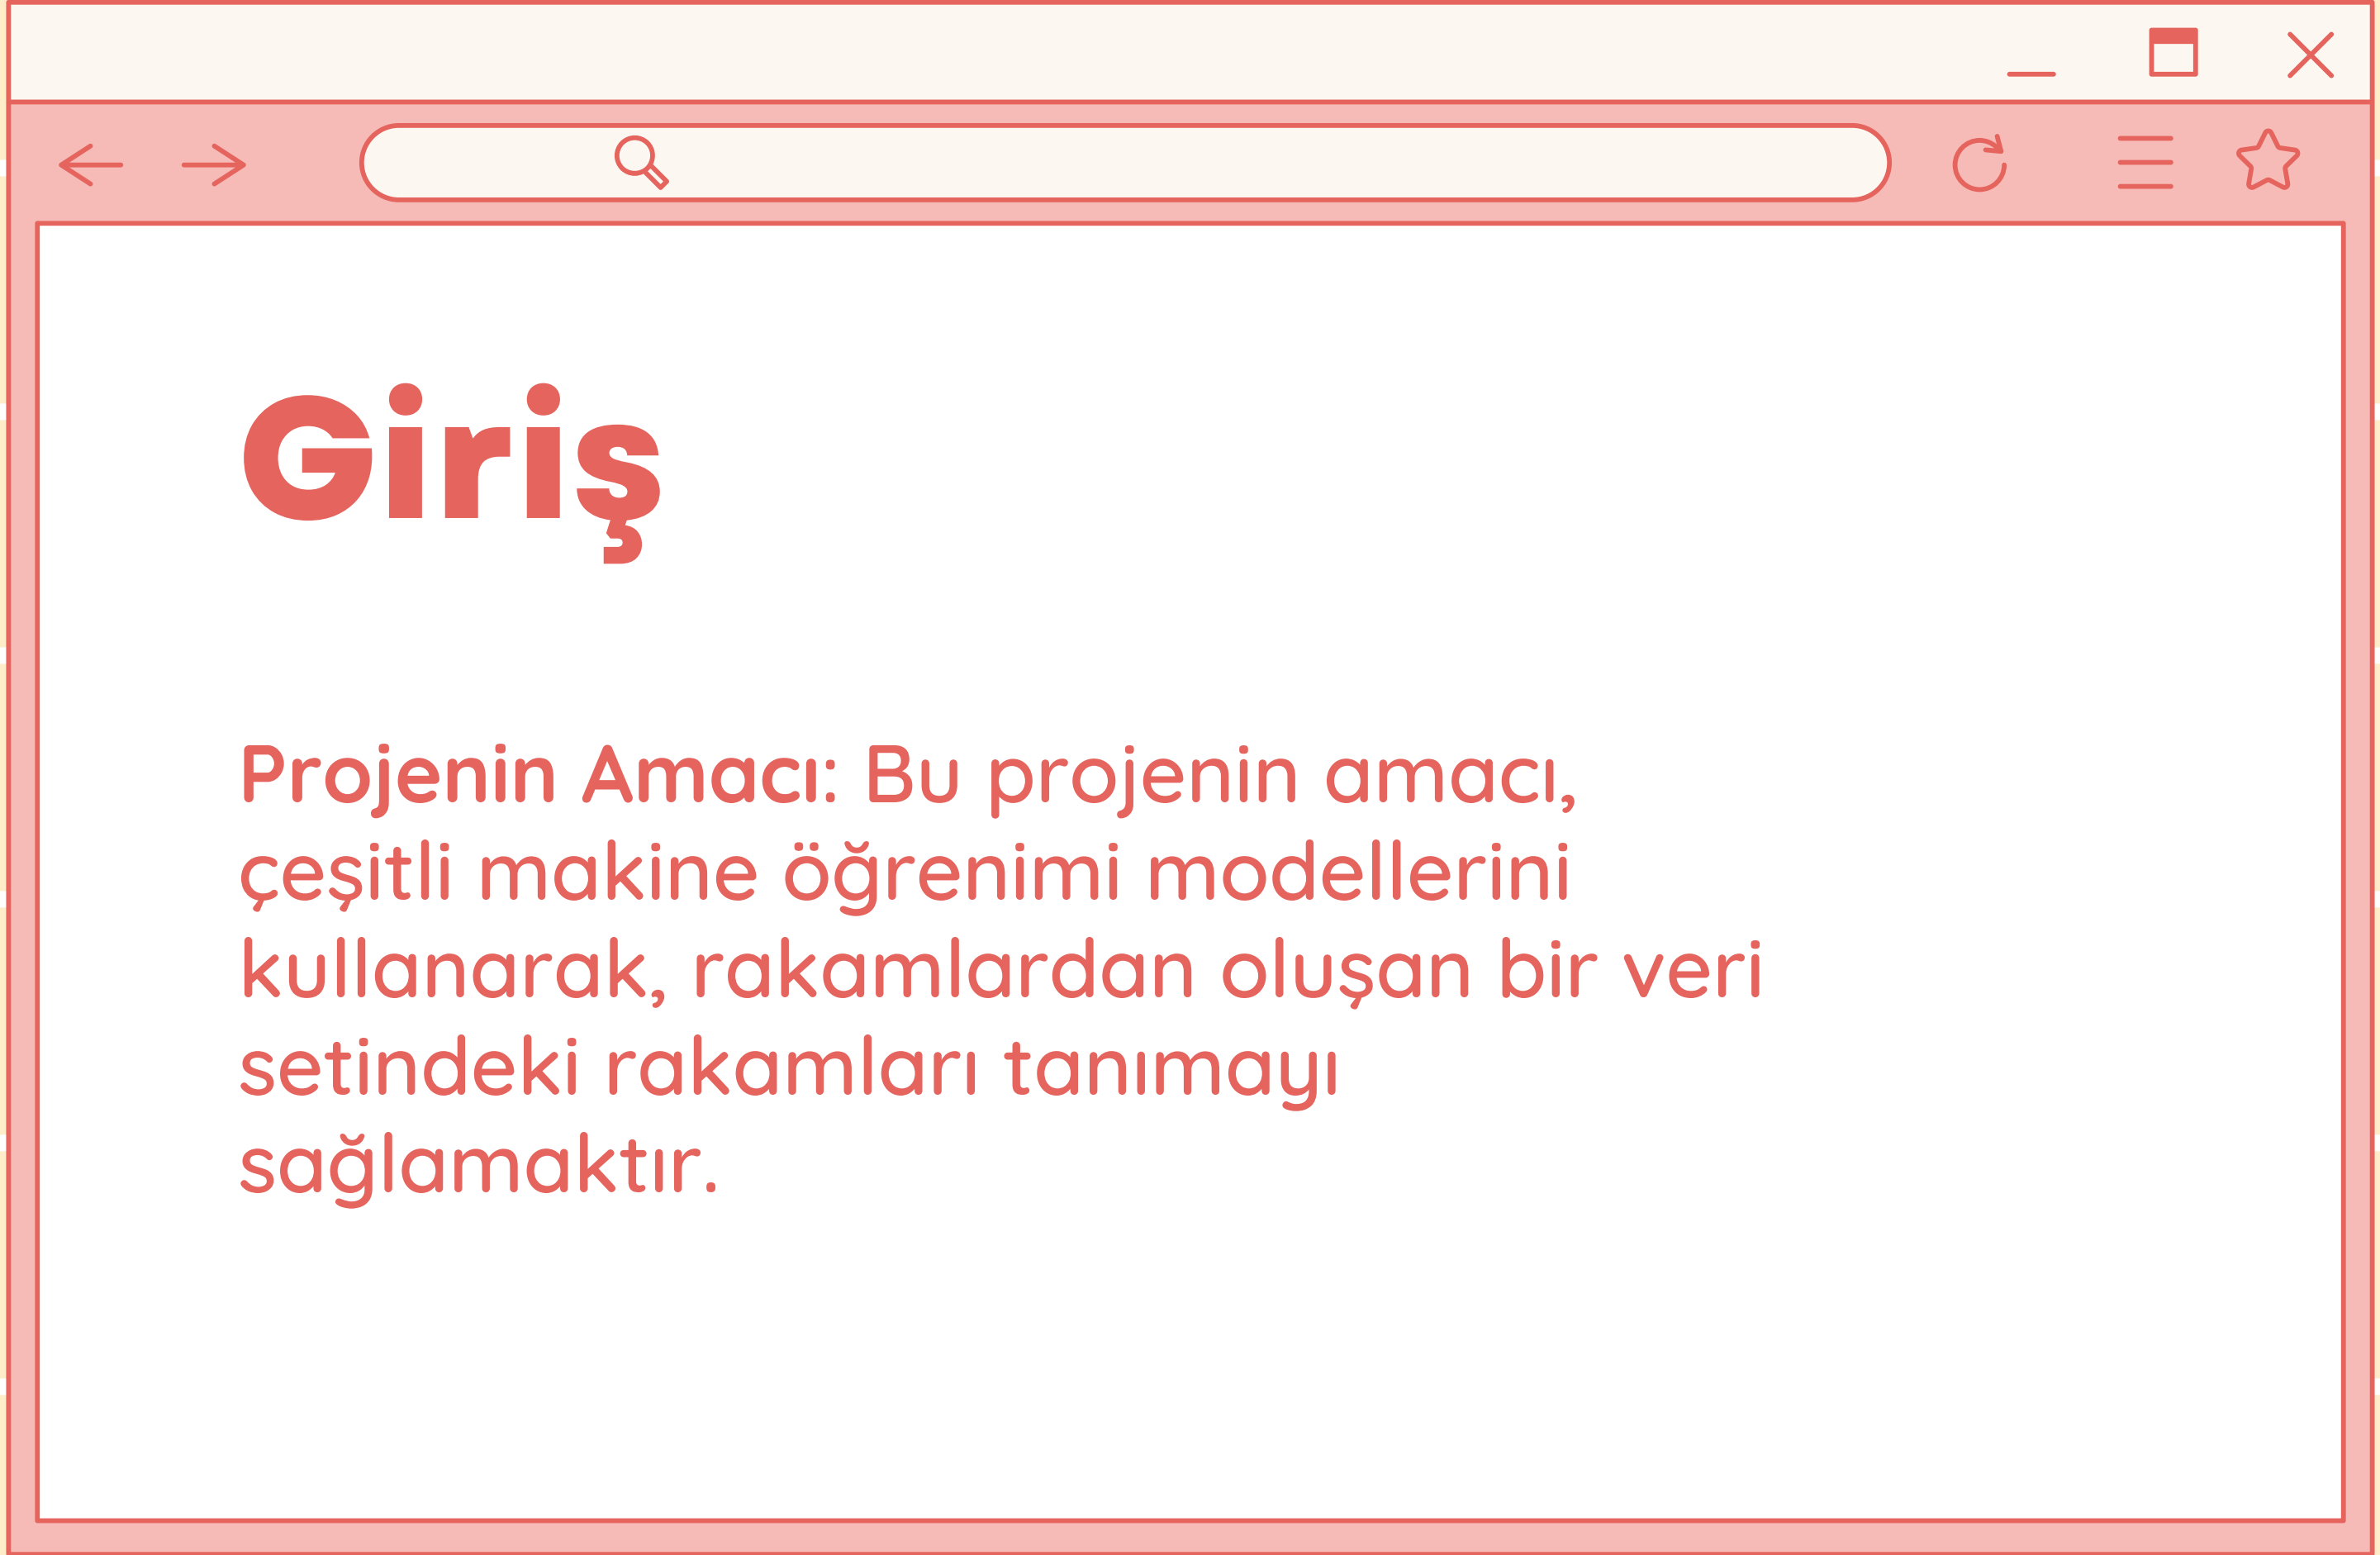 Giriş
Projenin Amacı: Bu projenin amacı,
çeşitli makine öğrenimi modellerini
kullanarak, rakamlardan oluşan bir veri
setindeki rakamları tanımayı
sağlamaktır.